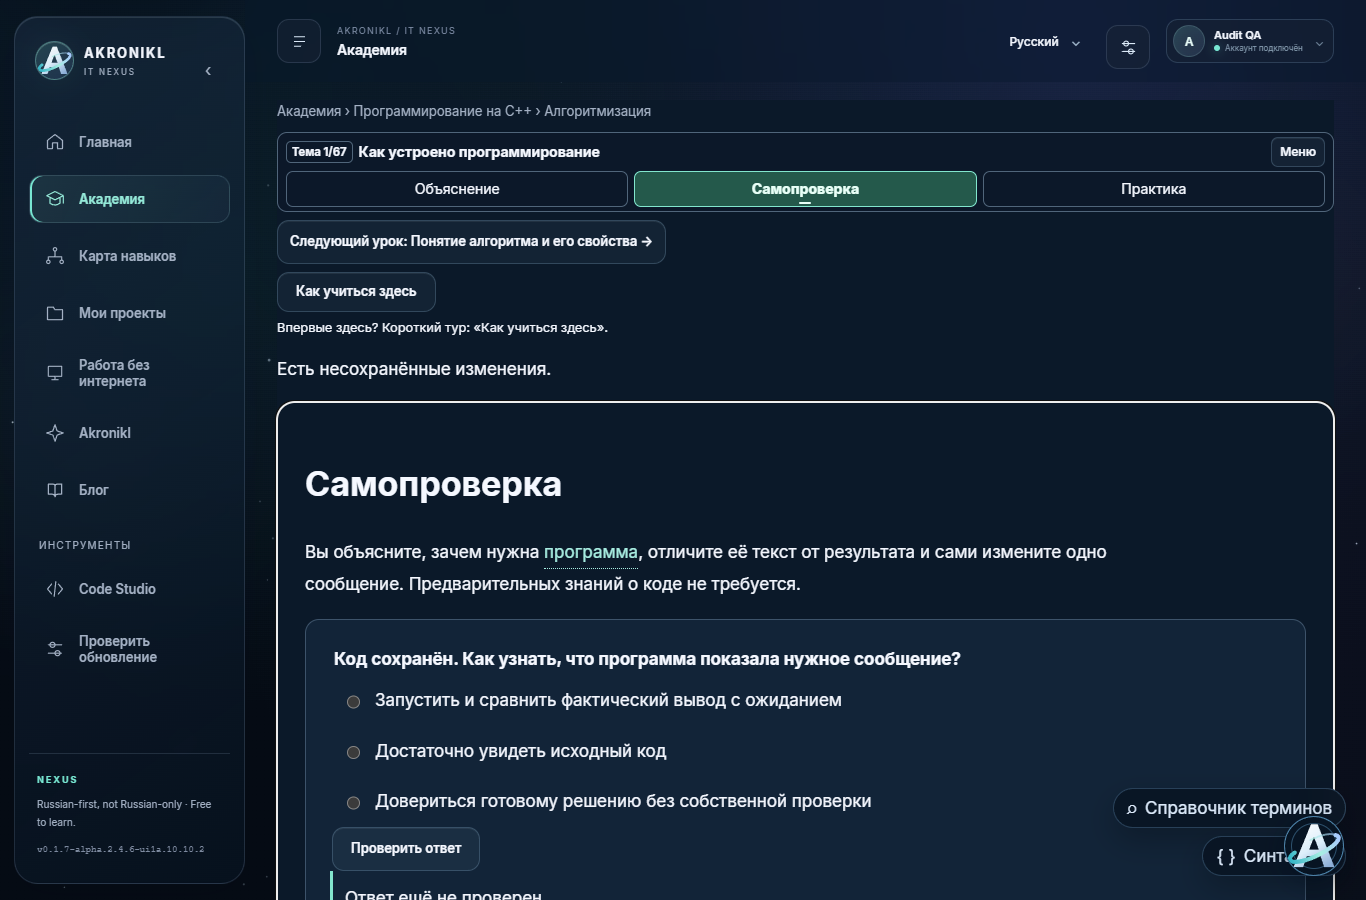 AKRONIKL
IT NEXUS
Главная
Академия
Карта навыков
Мои проекты
Работа без
интернета
Akronikl
Блог
ИНСТРУМЕНТЫ
Code Studio
Проверить
обновление
NEXUS
Russian-first, not Russian-only · Free
to learn.
v0.1.7-alpha.2.4.6-ui1a.10.10.2
AKRONIKL / IT NEXUS
Академия
Русский
A
Audit QA
Аккаунт подключён
Академия › Программирование на C++ › Алгоритмизация
Тема 1/67 Как устроено программирование
Меню
Объяснение
Самопроверка
Практика
Следующий урок: Понятие алгоритма и его свойства →
Как учиться здесь
Впервые здесь? Короткий тур: «Как учиться здесь».
Есть несохранённые изменения.
Самопроверка
Вы объясните, зачем нужна программа, отличите её текст от результата и сами измените одно
сообщение. Предварительных знаний о коде не требуется.
Код сохранён. Как узнать, что программа показала нужное сообщение?
Запустить и сравнить фактический вывод с ожиданием
Достаточно увидеть исходный код
Довериться готовому решению без собственной проверки
Проверить ответ
Ответ ещё не проверен
Справочник терминов
{ }